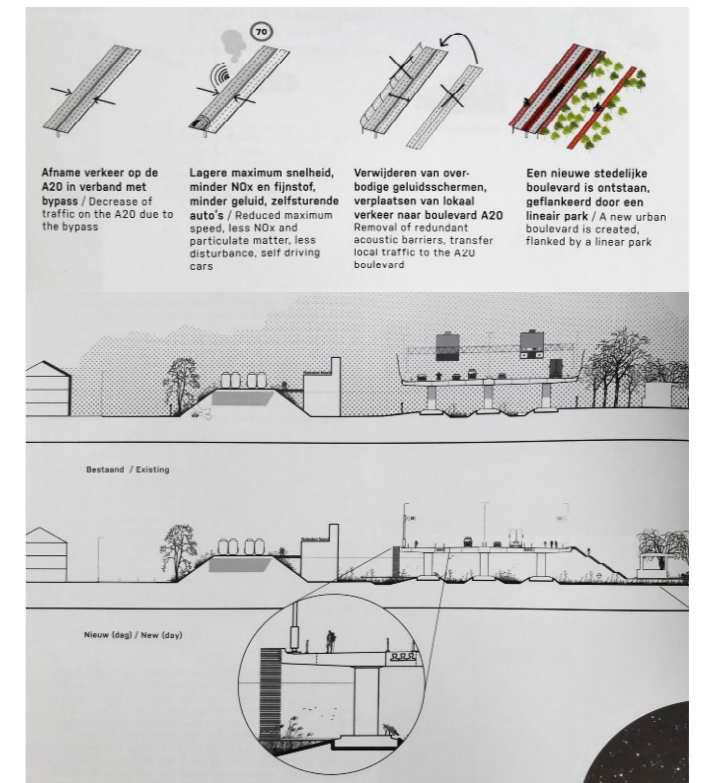 70
Afname verkeer op de
A20 in verband met
bypass / Decrease of
traffic on the A20 due to
the bypass
Lagere maximum snelheid,
minder NOx en fijnstof,
minder geluid, zelfsturende
auto's / Reduced maximum
speed, less NOx and
particulate matter, less
disturbance, self driving
cars
Verwijderen van over-
bodige geluidsschermen,
verplaatsen van lokaal
verkeer naar boulevard A20
Removal of redundant
acoustic barriers, transfer
local traffic to the A20
boulevard
Een nieuwe stedelijke
boulevard is ontstaan,
geflankeerd door een
lineair park / A new urban
boulevard is created,
flanked by a linear park
Bestaand / Existing
Nieuw (dag) / New (day)